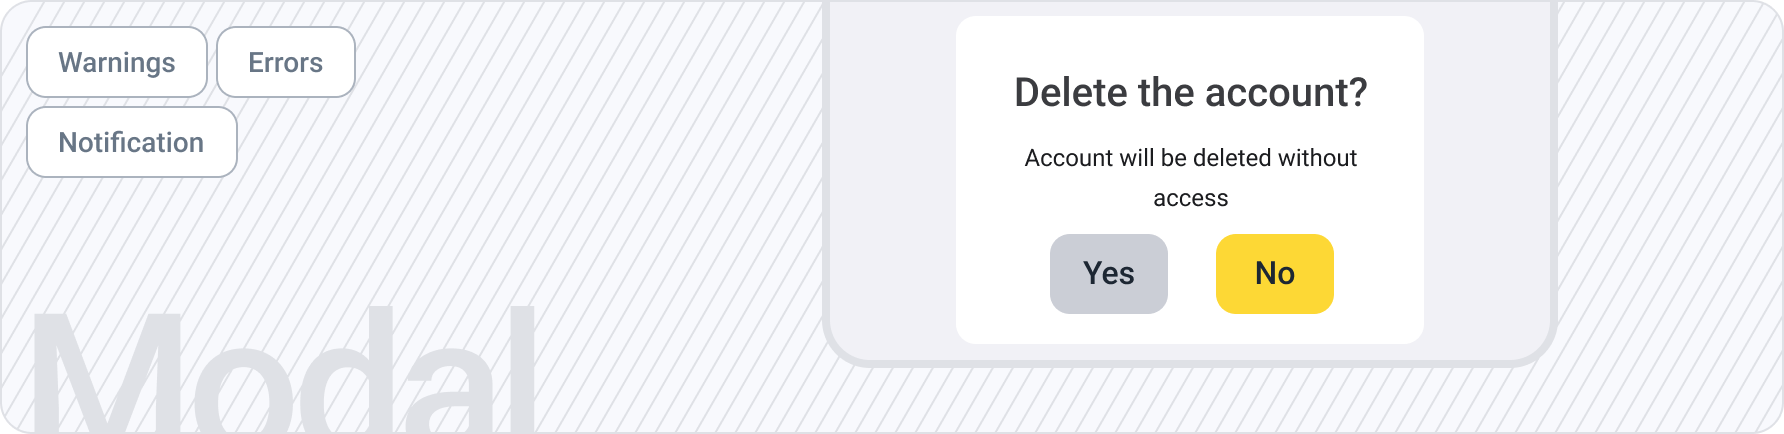 Warnings
Errors
Notification
Modal
Delete the account?
Account will be deleted without
access
Yes
No